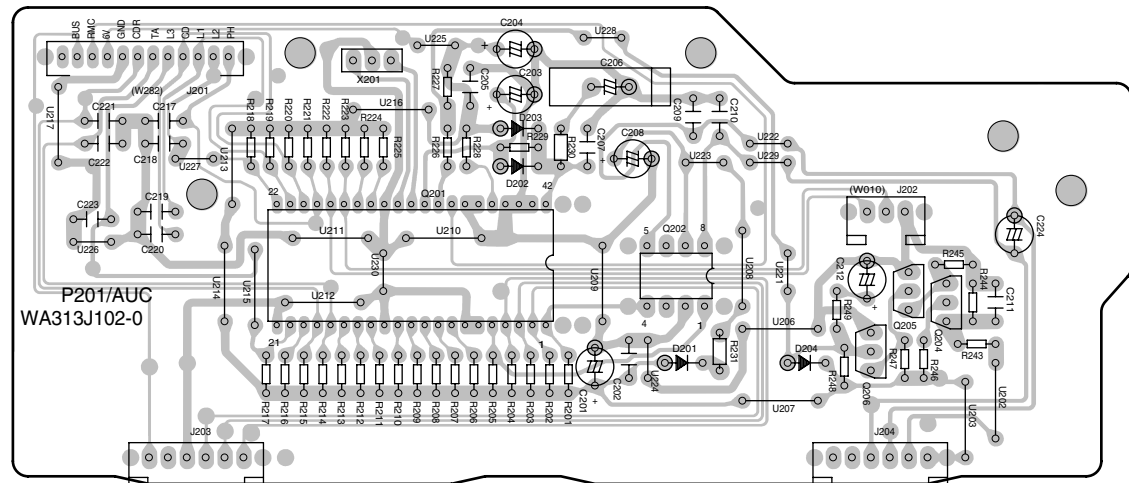 BUS RMC 6V GND CDR TA L3 CD L1 L2 PH
(W282) J201
U217 C221 C217
C222 C218 U227
C223 C219
U226 C220
U213 R218 R219 R220 R221 R222 R223 R224 R225
X201 U216
U225 C204 U228
R227 C205 C203 C206
D203 R229 R226 R228 D202
R230 C207 C208 C209 C210
U222 U223 U229
22 Q201 42
U211 U210
U230 U212
U214 U215 U209
21 1
5 Q202 8
4 1
U208 U221
(W010) J202
C224
C212 R245 R244 C211
R249 Q205 Q204
R243
U206 D204 R248 R247 R246
Q206 U207
U203 U202
D201 R231
C201 C202 U224
P201/AUC
WA313J102-0
R217 R216 R215 R214 R213 R212 R211 R210 R209 R208 R207 R206 R205 R204 R203 R202 R201
J203 J204